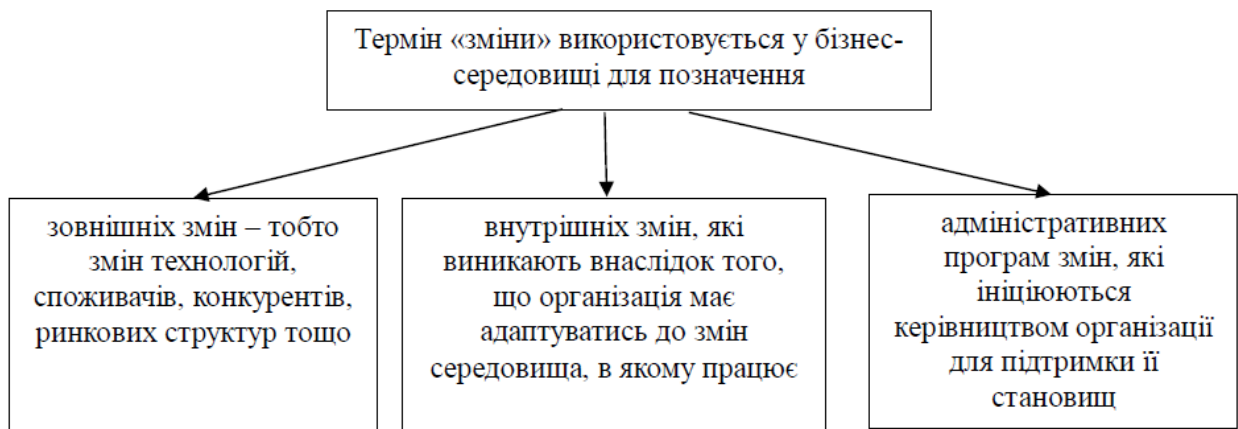 Термін «зміни» використовується у бізнес-
середовищі для позначення
зовнішніх змін – тобто
змін технологій,
споживачів, конкурентів,
ринкових структур тощо
внутрішніх змін, які
виникають внаслідок того,
що організація має
адаптуватись до змін
середовища, в якому працює
адміністративних
програм змін, які
ініціюються
керівництвом організації
для підтримки її
становищ